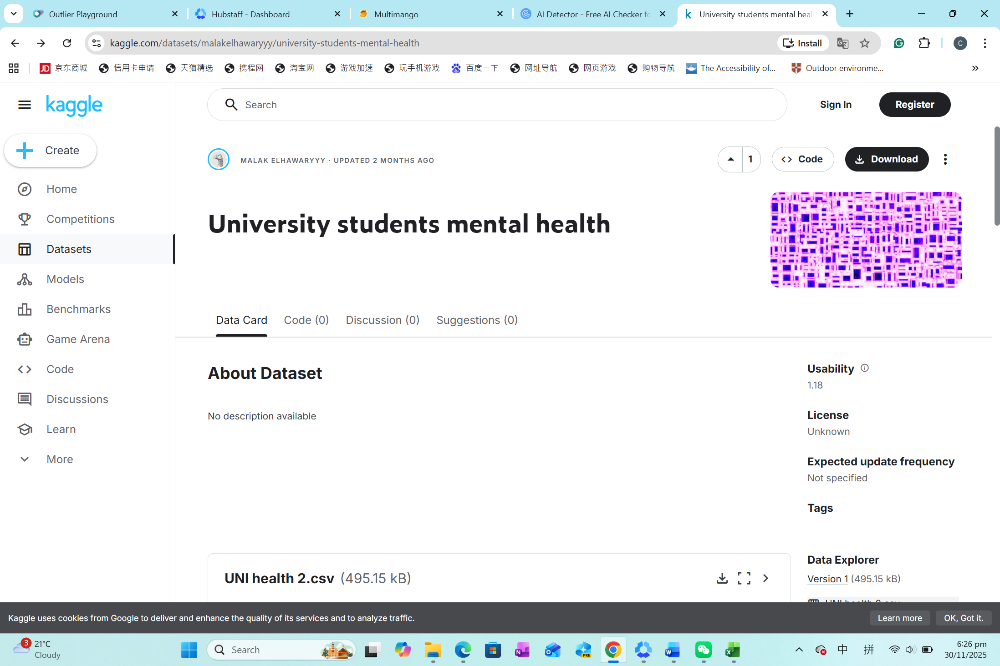 Outlier Playground
Hubstaff - Dashboard
Multimango
AI Detector - Free AI Checker fo
University students mental heal
kaggle.com/datasets/malakelhawaryyy/university-students-mental-health
Install
C
JD 京东商城
信用卡申请
天猫精选
携程网
淘宝网
游戏加速
玩手机游戏
百度一下
网址导航
网页游戏
购物导航
The Accessibility of...
Outdoor environme...
kaggle
Search
Sign In
Register
Create
Home
Competitions
Datasets
Models
Benchmarks
Game Arena
Code
Discussions
Learn
More
MALAK ELHAWARYYY · UPDATED 2 MONTHS AGO
1
Code
Download
University students mental health
Data Card
Code (0)
Discussion (0)
Suggestions (0)
About Dataset
No description available
Usability
1.18
License
Unknown
Expected update frequency
Not specified
Tags
UNI health 2.csv (495.15 kB)
Data Explorer
Version 1 (495.15 kB)
UNI health 2.csv
Kaggle uses cookies from Google to deliver and enhance the quality of its services and to analyze traffic.
Learn more
OK, Got it.
3
21°C
Cloudy
Search
PRE
中
拼
6:26 pm
30/11/2025